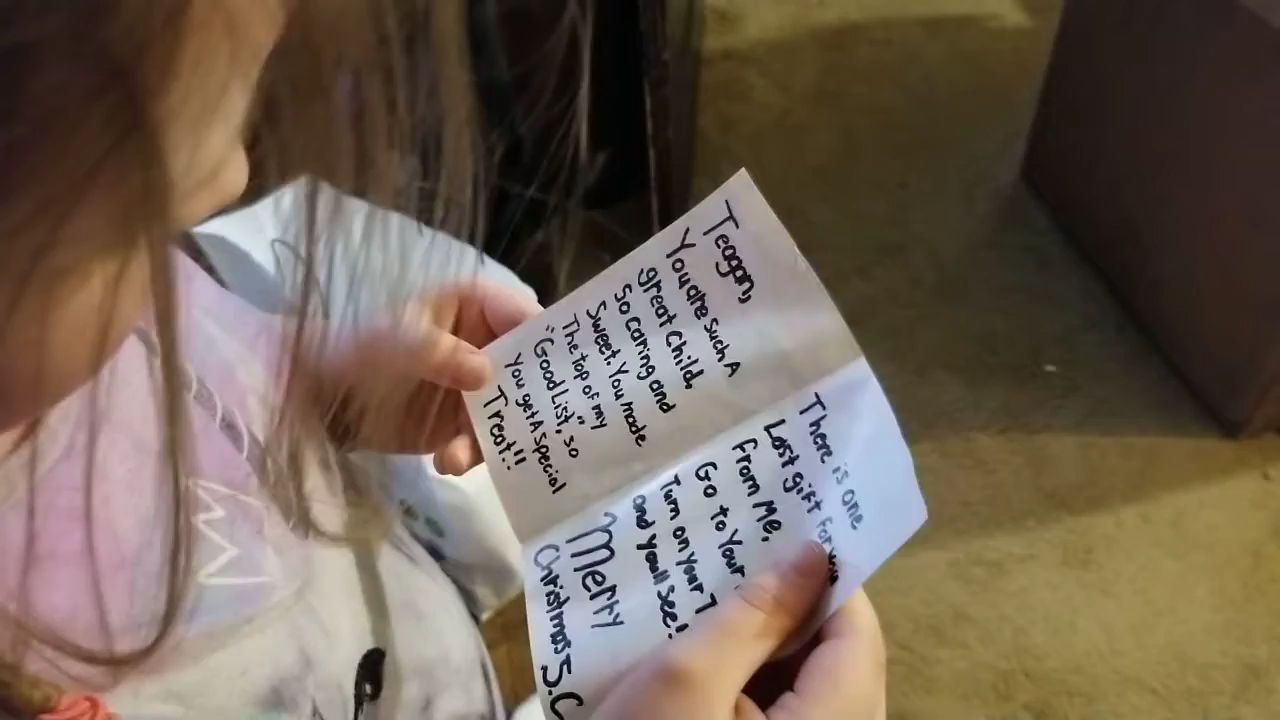 Teagan,
You are such A
great Child,
So Caring and
Sweet. You made
The top of my
"Good List," so
You get A special
Treat!!
There is one
Last gift for you
From Me,
Go to Your
Turn on your T
and youll see!
Merry
Christmas S.C